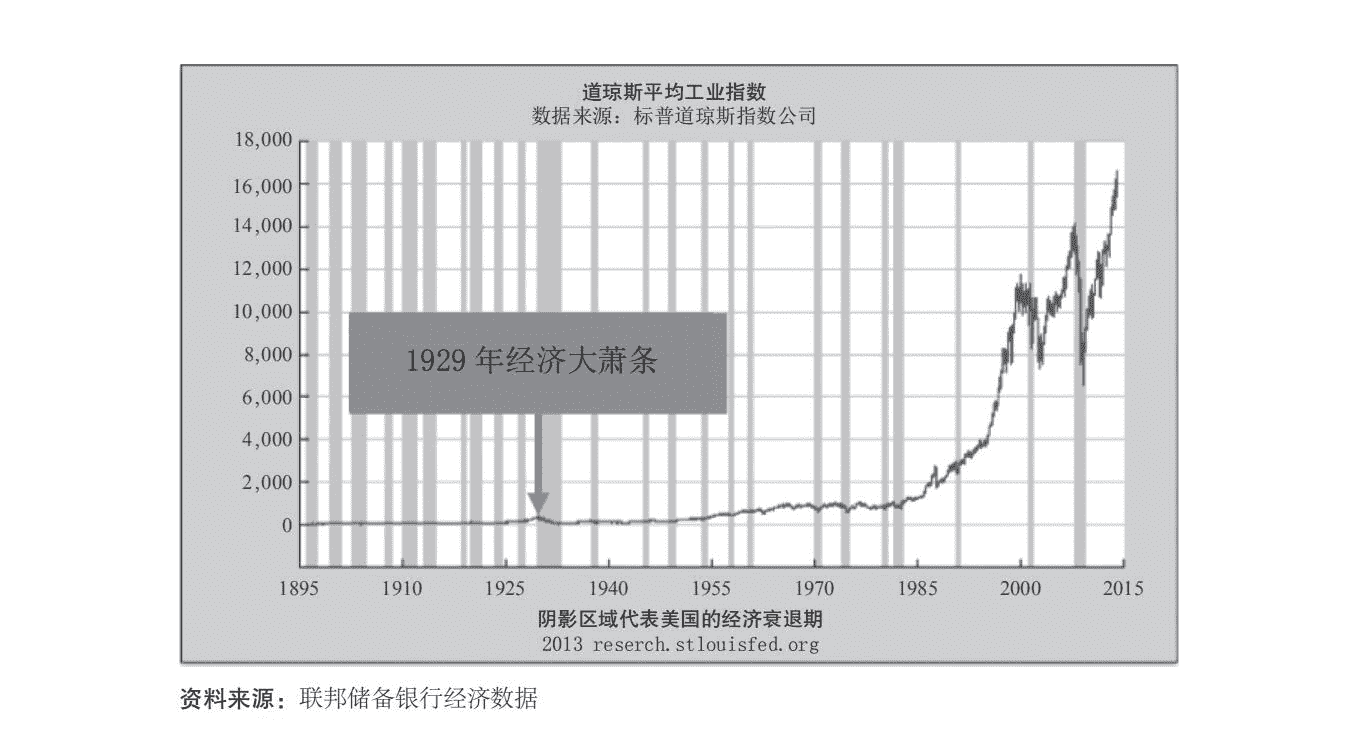 道琼斯平均工业指数
数据来源：标普道琼斯指数公司
18,000
16,000
14,000
12,000
10,000
8,000
6,000
4,000
2,000
0
1929 年经济大萧条
1895 1910 1925 1940 1955 1970 1985 2000 2015
阴影区域代表美国的经济衰退期
2013 reserch.stlouisfed.org
资料来源：联邦储备银行经济数据